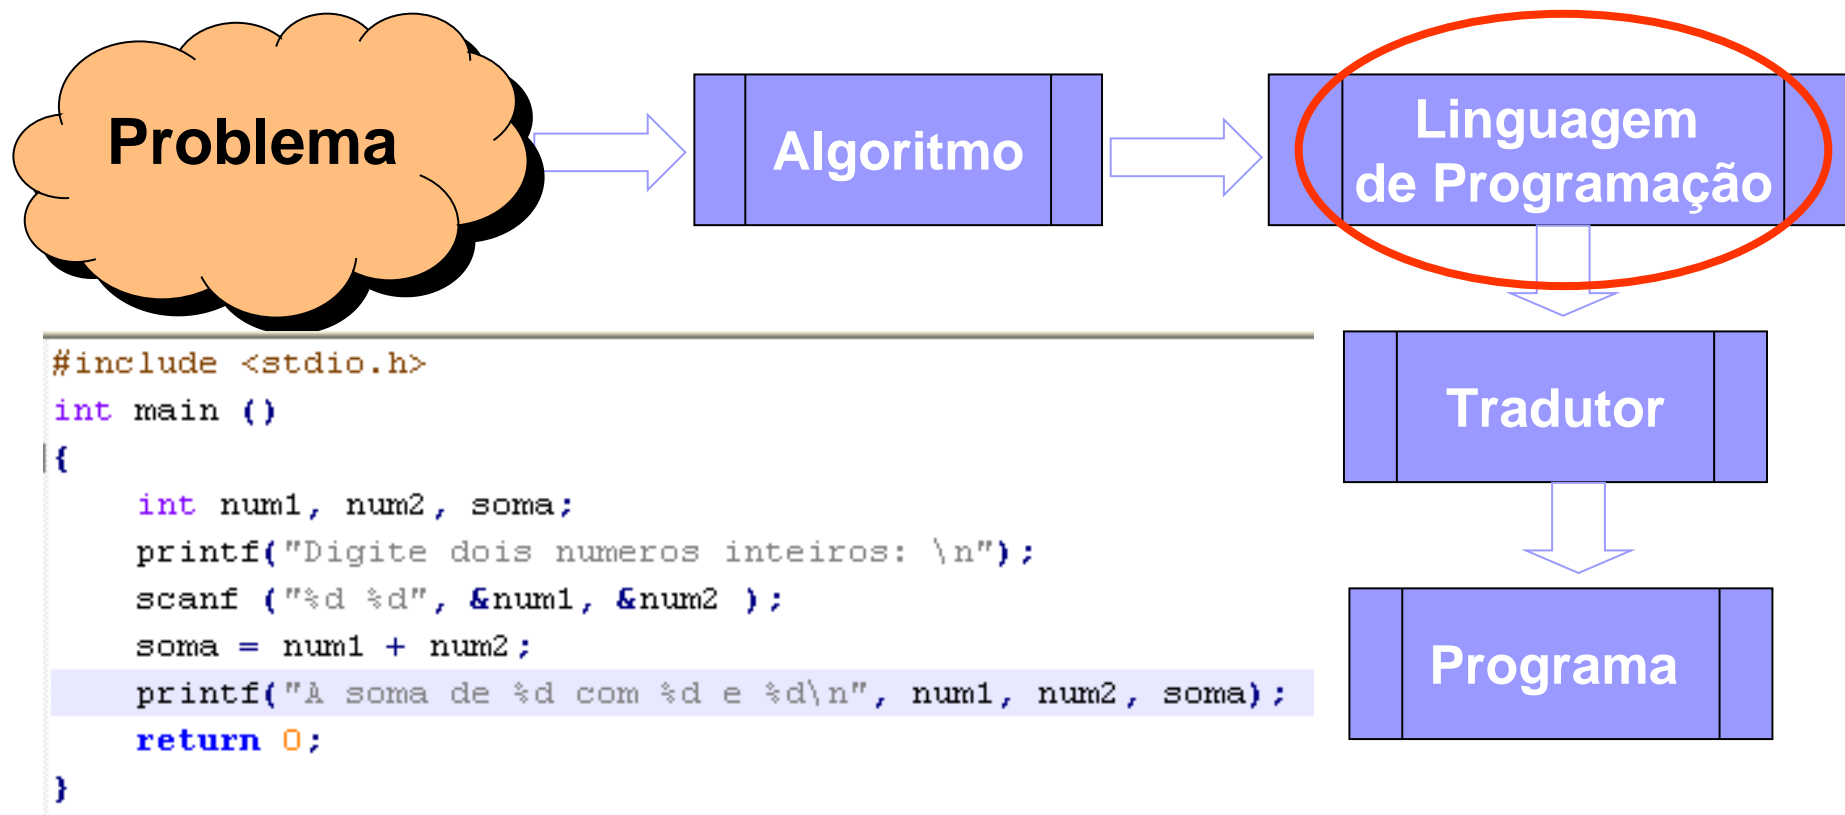 Problema
Algoritmo
Linguagem
de Programação
Tradutor
Programa
#include <stdio.h>
int main ()
{
int num1, num2, soma;
printf("Digite dois numeros inteiros: \n");
scanf ("%d %d", &num1, &num2 );
soma = num1 + num2;
printf("A soma de %d com %d e %d\n", num1, num2, soma);
return 0;
}